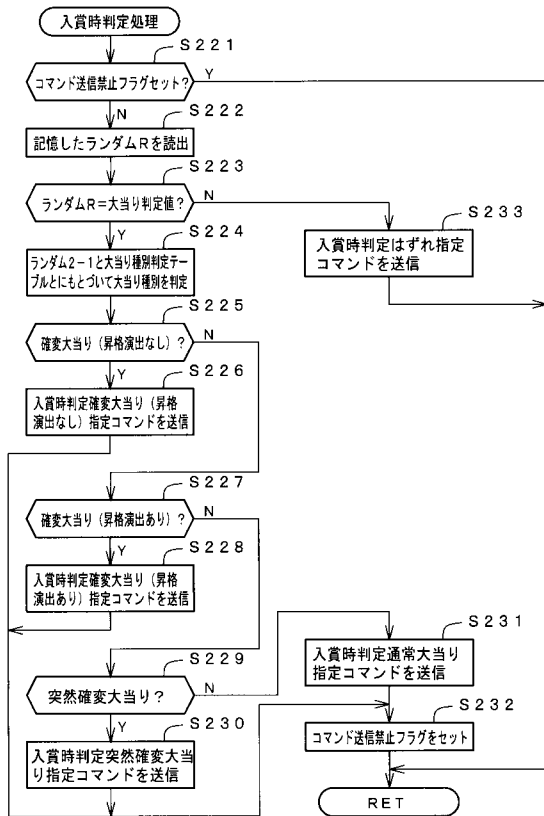 入賞時判定処理
S221
コマンド送信禁止フラグセット?
Y
N
S222
記憶したランダムRを読出
S223
ランダムR=大当り判定値?
N
Y
S233
入賞時判定はずれ指定
コマンドを送信
S224
ランダム2-1と大当り種別判定テー
ブルとにもとづいて大当り種別を判定
S225
確変大当り(昇格演出なし)?
N
Y
S226
入賞時判定確変大当り(昇格
演出なし)指定コマンドを送信
S227
確変大当り(昇格演出あり)?
N
Y
S228
入賞時判定確変大当り(昇格
演出あり)指定コマンドを送信
S229
突然確変大当り?
N
Y
S230
入賞時判定突然確変大当
り指定コマンドを送信
S231
入賞時判定通常大当り
指定コマンドを送信
S232
コマンド送信禁止フラグをセット
RET